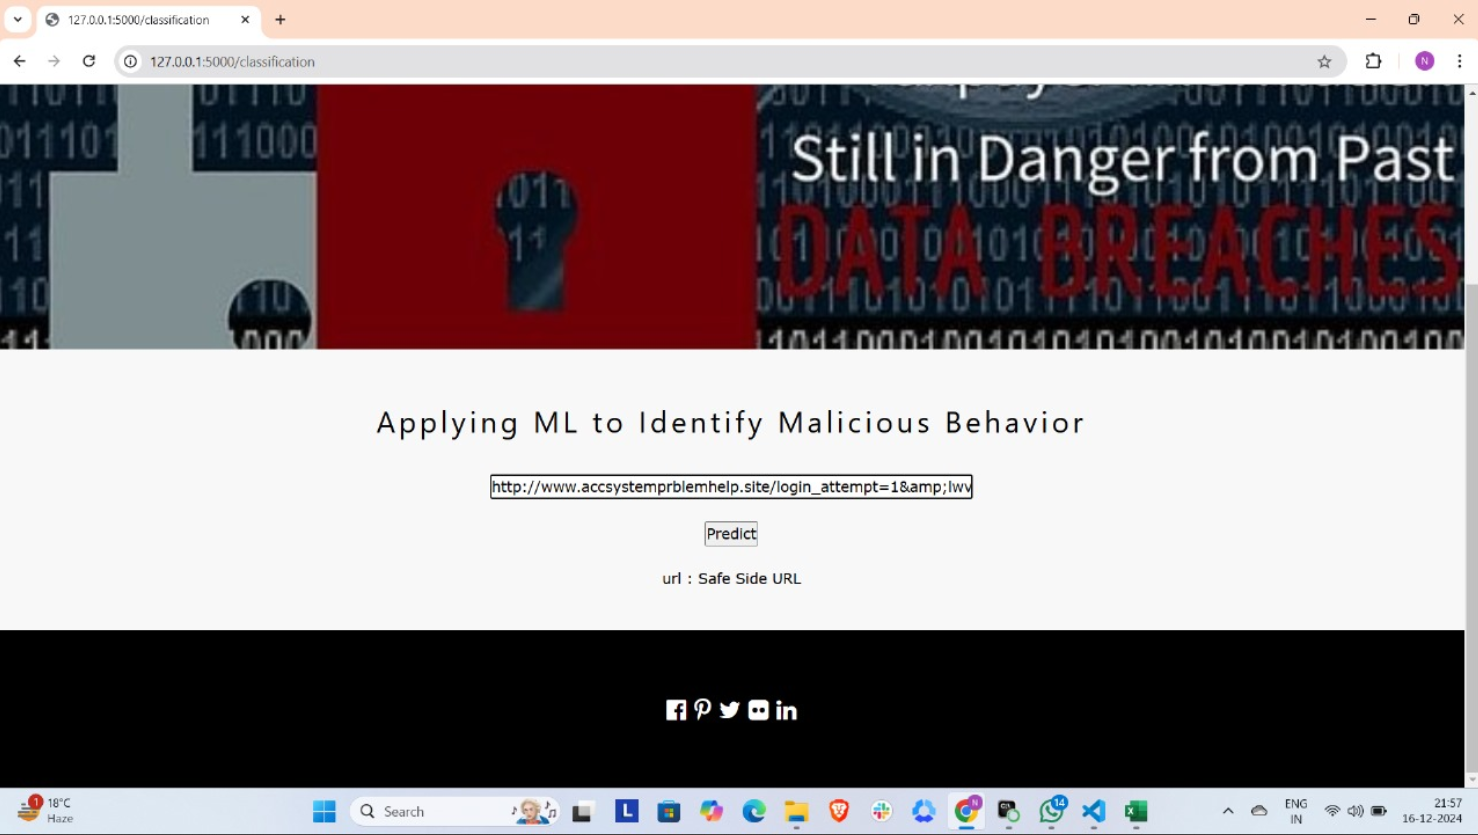 127.0.0.1:5000/classification
127.0.0.1:5000/classification
N
Still in Danger from Past
DATA BREACHES
Applying ML to Identify Malicious Behavior
http://www.accsystemprblemhelp.site/login_attempt=1&amp;lwv
Predict
url : Safe Side URL
1
18°C
Haze
Search
L
N
14
ENG
IN
21:57
16-12-2024